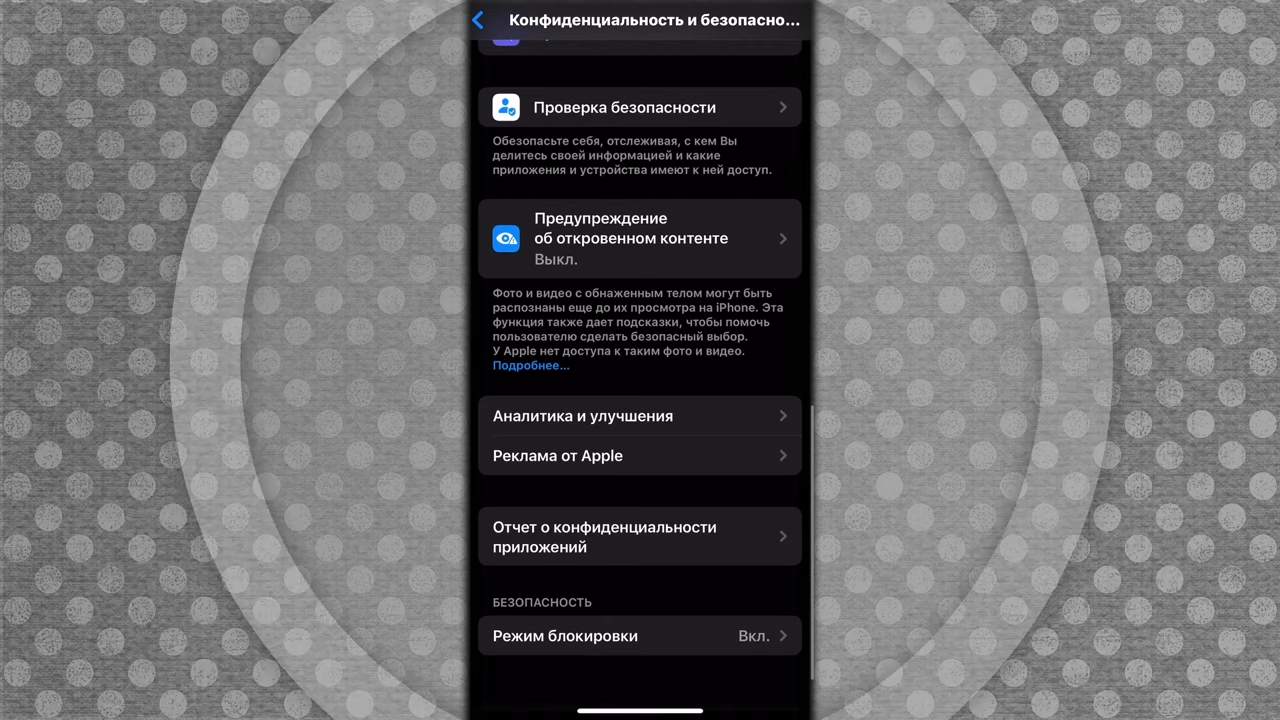 Конфиденциальность и безопасно...
Проверка безопасности
Обезопасьте себя, отслеживая, с кем Вы
делитесь своей информацией и какие
приложения и устройства имеют к ней доступ.
Предупреждение
об откровенном контенте
Выкл.
Фото и видео с обнаженным телом могут быть
распознаны еще до их просмотра на iPhone. Эта
функция также дает подсказки, чтобы помочь
пользователю сделать безопасный выбор.
У Apple нет доступа к таким фото и видео.
Подробнее...
Аналитика и улучшения
Реклама от Apple
Отчет о конфиденциальности
приложений
БЕЗОПАСНОСТЬ
Режим блокировки Вкл.